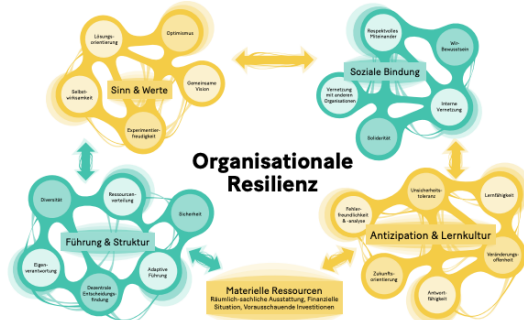 Lösungs-
orientierung
Optimismus
Selbst-
wirksamkeit
Sinn & Werte
Gemeinsame
Vision
Experimentier-
freudigkeit
Respektvolles
Miteinander
Wir-
Bewusstsein
Soziale Bindung
Vernetzung
mit anderen
Organisationen
Interne
Vernetzung
Solidarität
Organisationale
Resilienz
Diversität
Ressourcen-
verteilung
Sicherheit
Führung & Struktur
Eigen-
verantwortung
Adaptive
Führung
Dezentrale
Entscheidungs-
findung
Unsicherheits-
toleranz
Lernfähigkeit
Fehler-
freundlichkeit
& -analyse
Antizipation & Lernkultur
Zukunfts-
orientierung
Veränderungs-
offenheit
Antwort-
fähigkeit
Materielle Ressourcen
Räumlich-sachliche Ausstattung, Finanzielle
Situation, Vorausschauende Investitionen